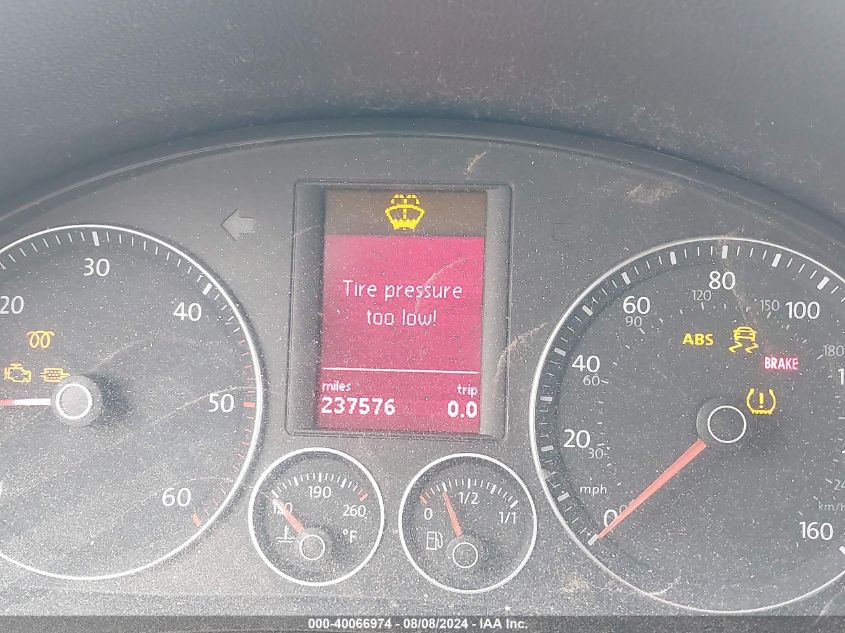 Tire pressure
too low!
miles trip
237576 0.0
20 30 40 50 60
120 190 260
°F
0 1/2 1/1
0 20 40 60 80 100 160
30 60 90 120 150 180
mph
km/h
ABS
BRAKE
000-40066974 - 08/08/2024 - IAA Inc.